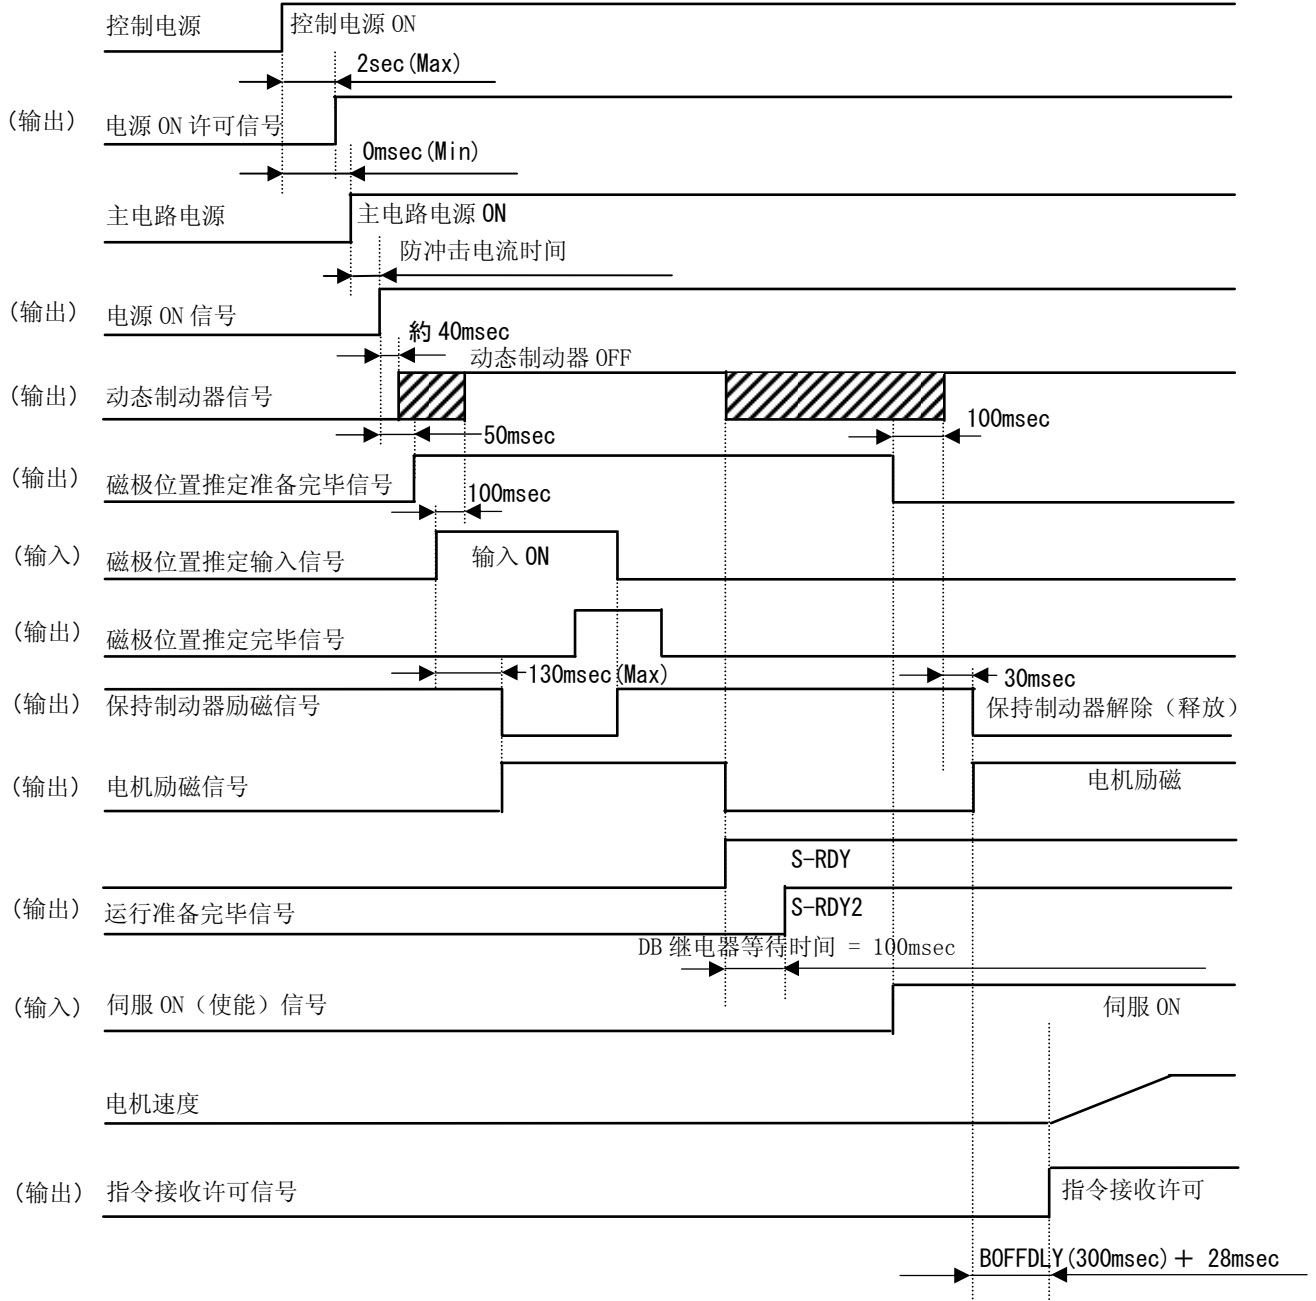 控制电源
控制电源 ON
2sec(Max)
(输出) 电源 ON 许可信号
0msec(Min)
主电路电源
主电路电源 ON
防冲击电流时间
(输出) 电源 ON 信号
約 40msec
动态制动器 OFF
(输出) 动态制动器信号
100msec
50msec
(输出) 磁极位置推定准备完毕信号
100msec
(输入) 磁极位置推定输入信号
输入 ON
(输出) 磁极位置推定完毕信号
130msec(Max)
30msec
(输出) 保持制动器励磁信号
保持制动器解除（释放）
(输出) 电机励磁信号
电机励磁
S-RDY
(输出) 运行准备完毕信号
S-RDY2
DB 继电器等待时间 = 100msec
(输入) 伺服 ON（使能）信号
伺服 ON
电机速度
(输出) 指令接收许可信号
指令接收许可
BOFFDLY(300msec)＋ 28msec